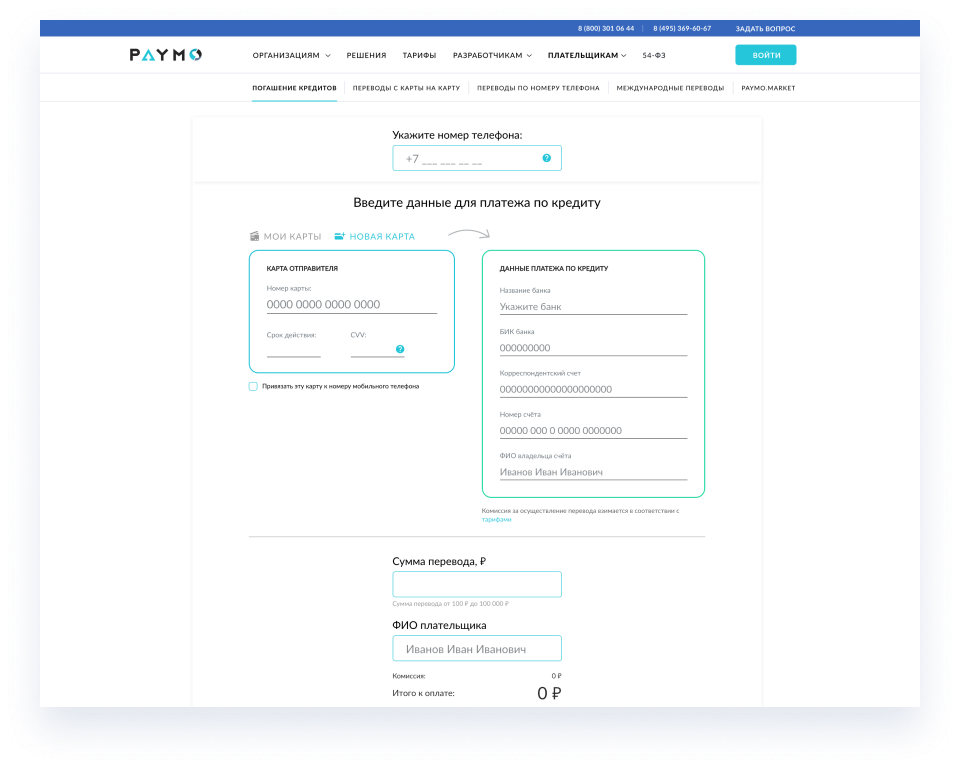 8 (800) 301 06 44 | 8 (495) 369-60-67 ЗАДАТЬ ВОПРОС
PAYMO ОРГАНИЗАЦИЯМ РЕШЕНИЯ ТАРИФЫ РАЗРАБОТЧИКАМ ПЛАТЕЛЬЩИКАМ 54-ФЗ ВОЙТИ
ПОГАШЕНИЕ КРЕДИТОВ ПЕРЕВОДЫ С КАРТЫ НА КАРТУ ПЕРЕВОДЫ ПО НОМЕРУ ТЕЛЕФОНА МЕЖДУНАРОДНЫЕ ПЕРЕВОДЫ PAYMO.MARKET
Укажите номер телефона:
+7 ___ ___ __ __ ?
Введите данные для платежа по кредиту
МОИ КАРТЫ НОВАЯ КАРТА
КАРТА ОТПРАВИТЕЛЯ
Номер карты:
0000 0000 0000 0000
Срок действия: CVV:
?
Привязать эту карту к номеру мобильного телефона
ДАННЫЕ ПЛАТЕЖА ПО КРЕДИТУ
Название банка
Укажите банк
БИК банка
000000000
Корреспондентский счет
00000000000000000000
Номер счёта
00000 000 0 0000 0000000
ФИО владельца счёта
Иванов Иван Иванович
Комиссия за осуществление перевода взимается в соответствии с
тарифами
Сумма перевода, ₽
Сумма перевода от 100 ₽ до 100 000 ₽
ФИО плательщика
Иванов Иван Иванович
Комиссия: 0 ₽
Итого к оплате: 0 ₽